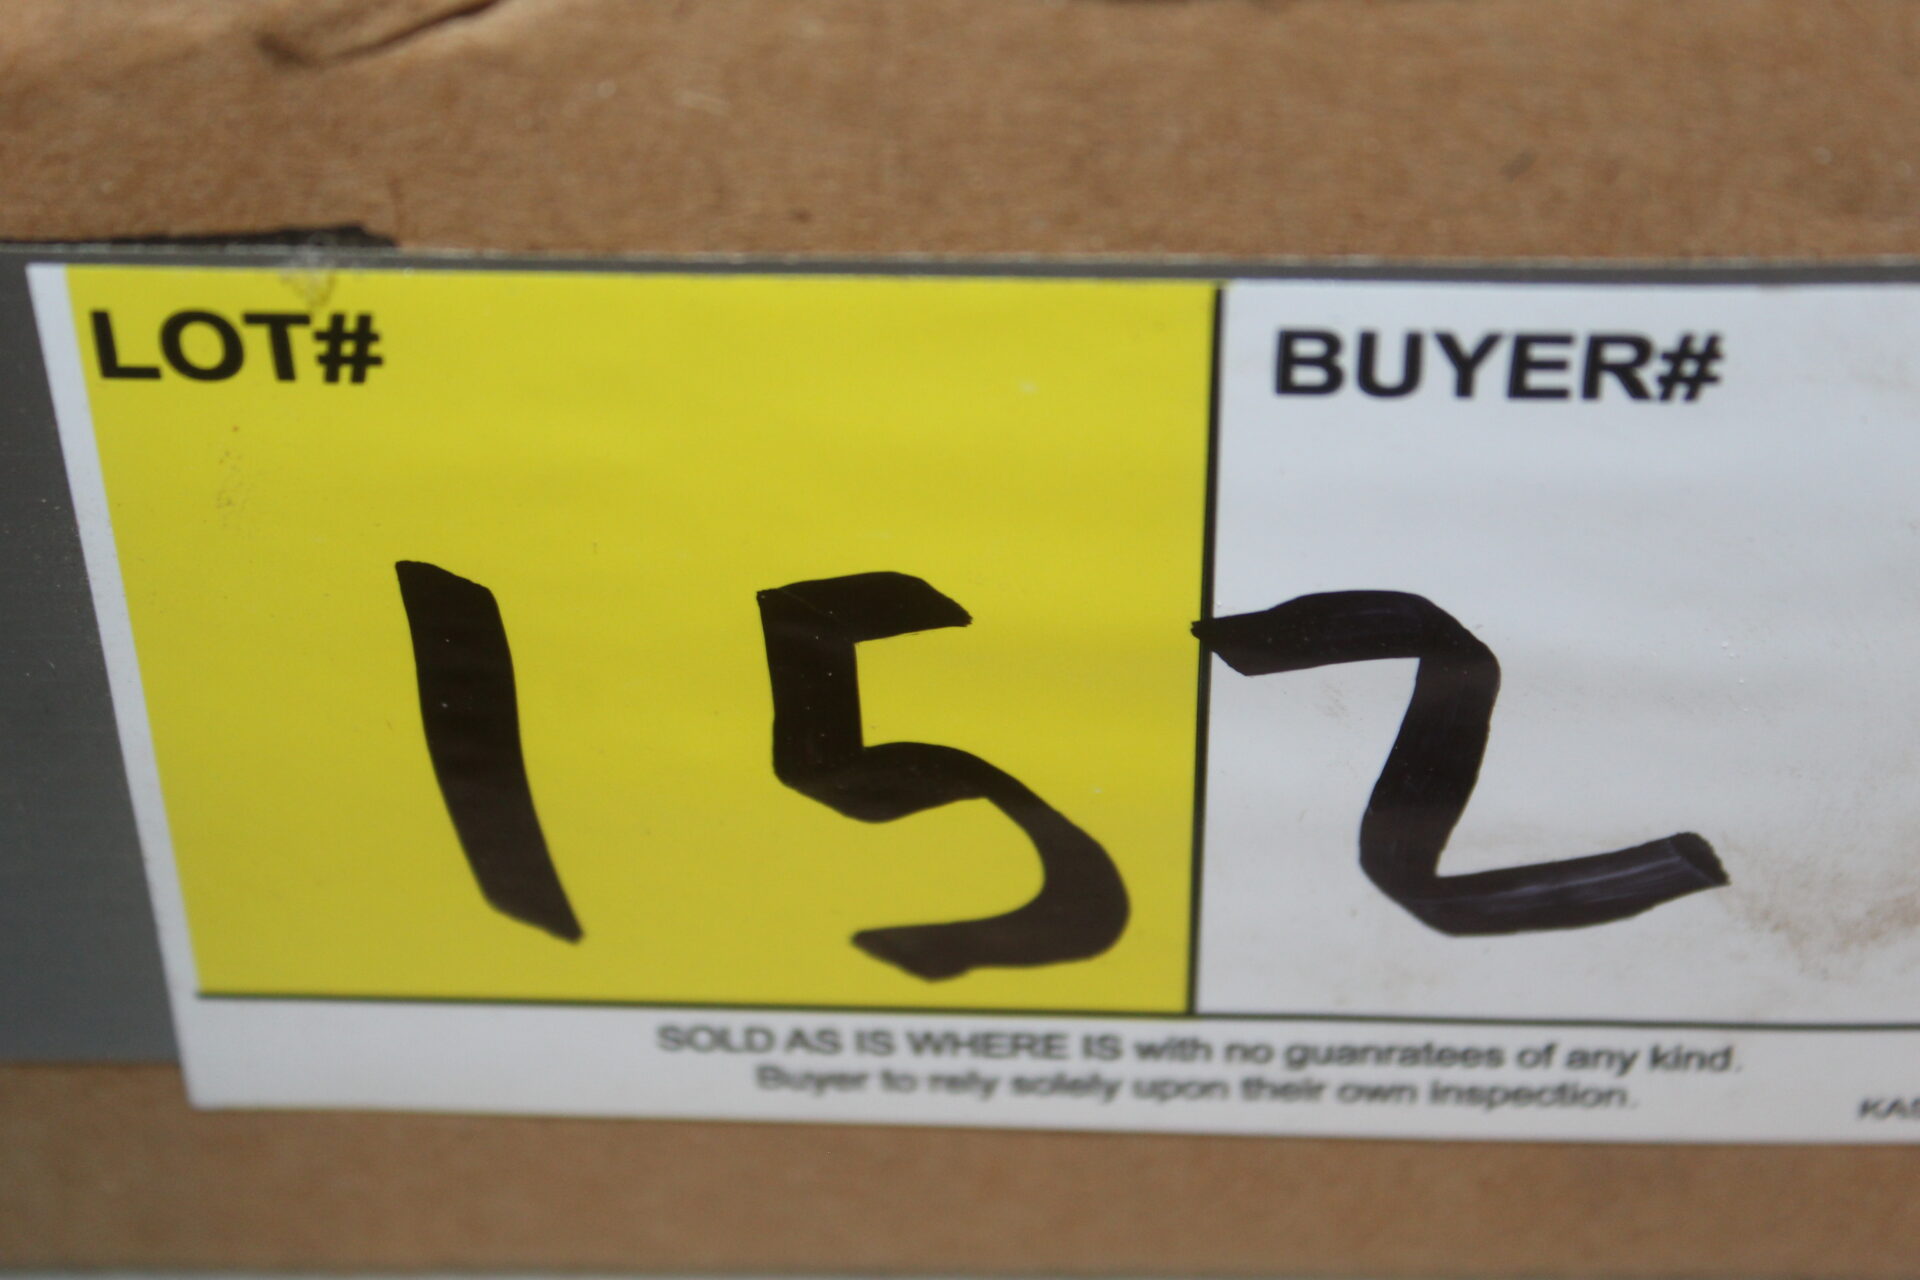 LOT# BUYER#
152
SOLD AS IS WHERE IS with no guanratees of any kind.
Buyer to rely solely upon their own inspection.